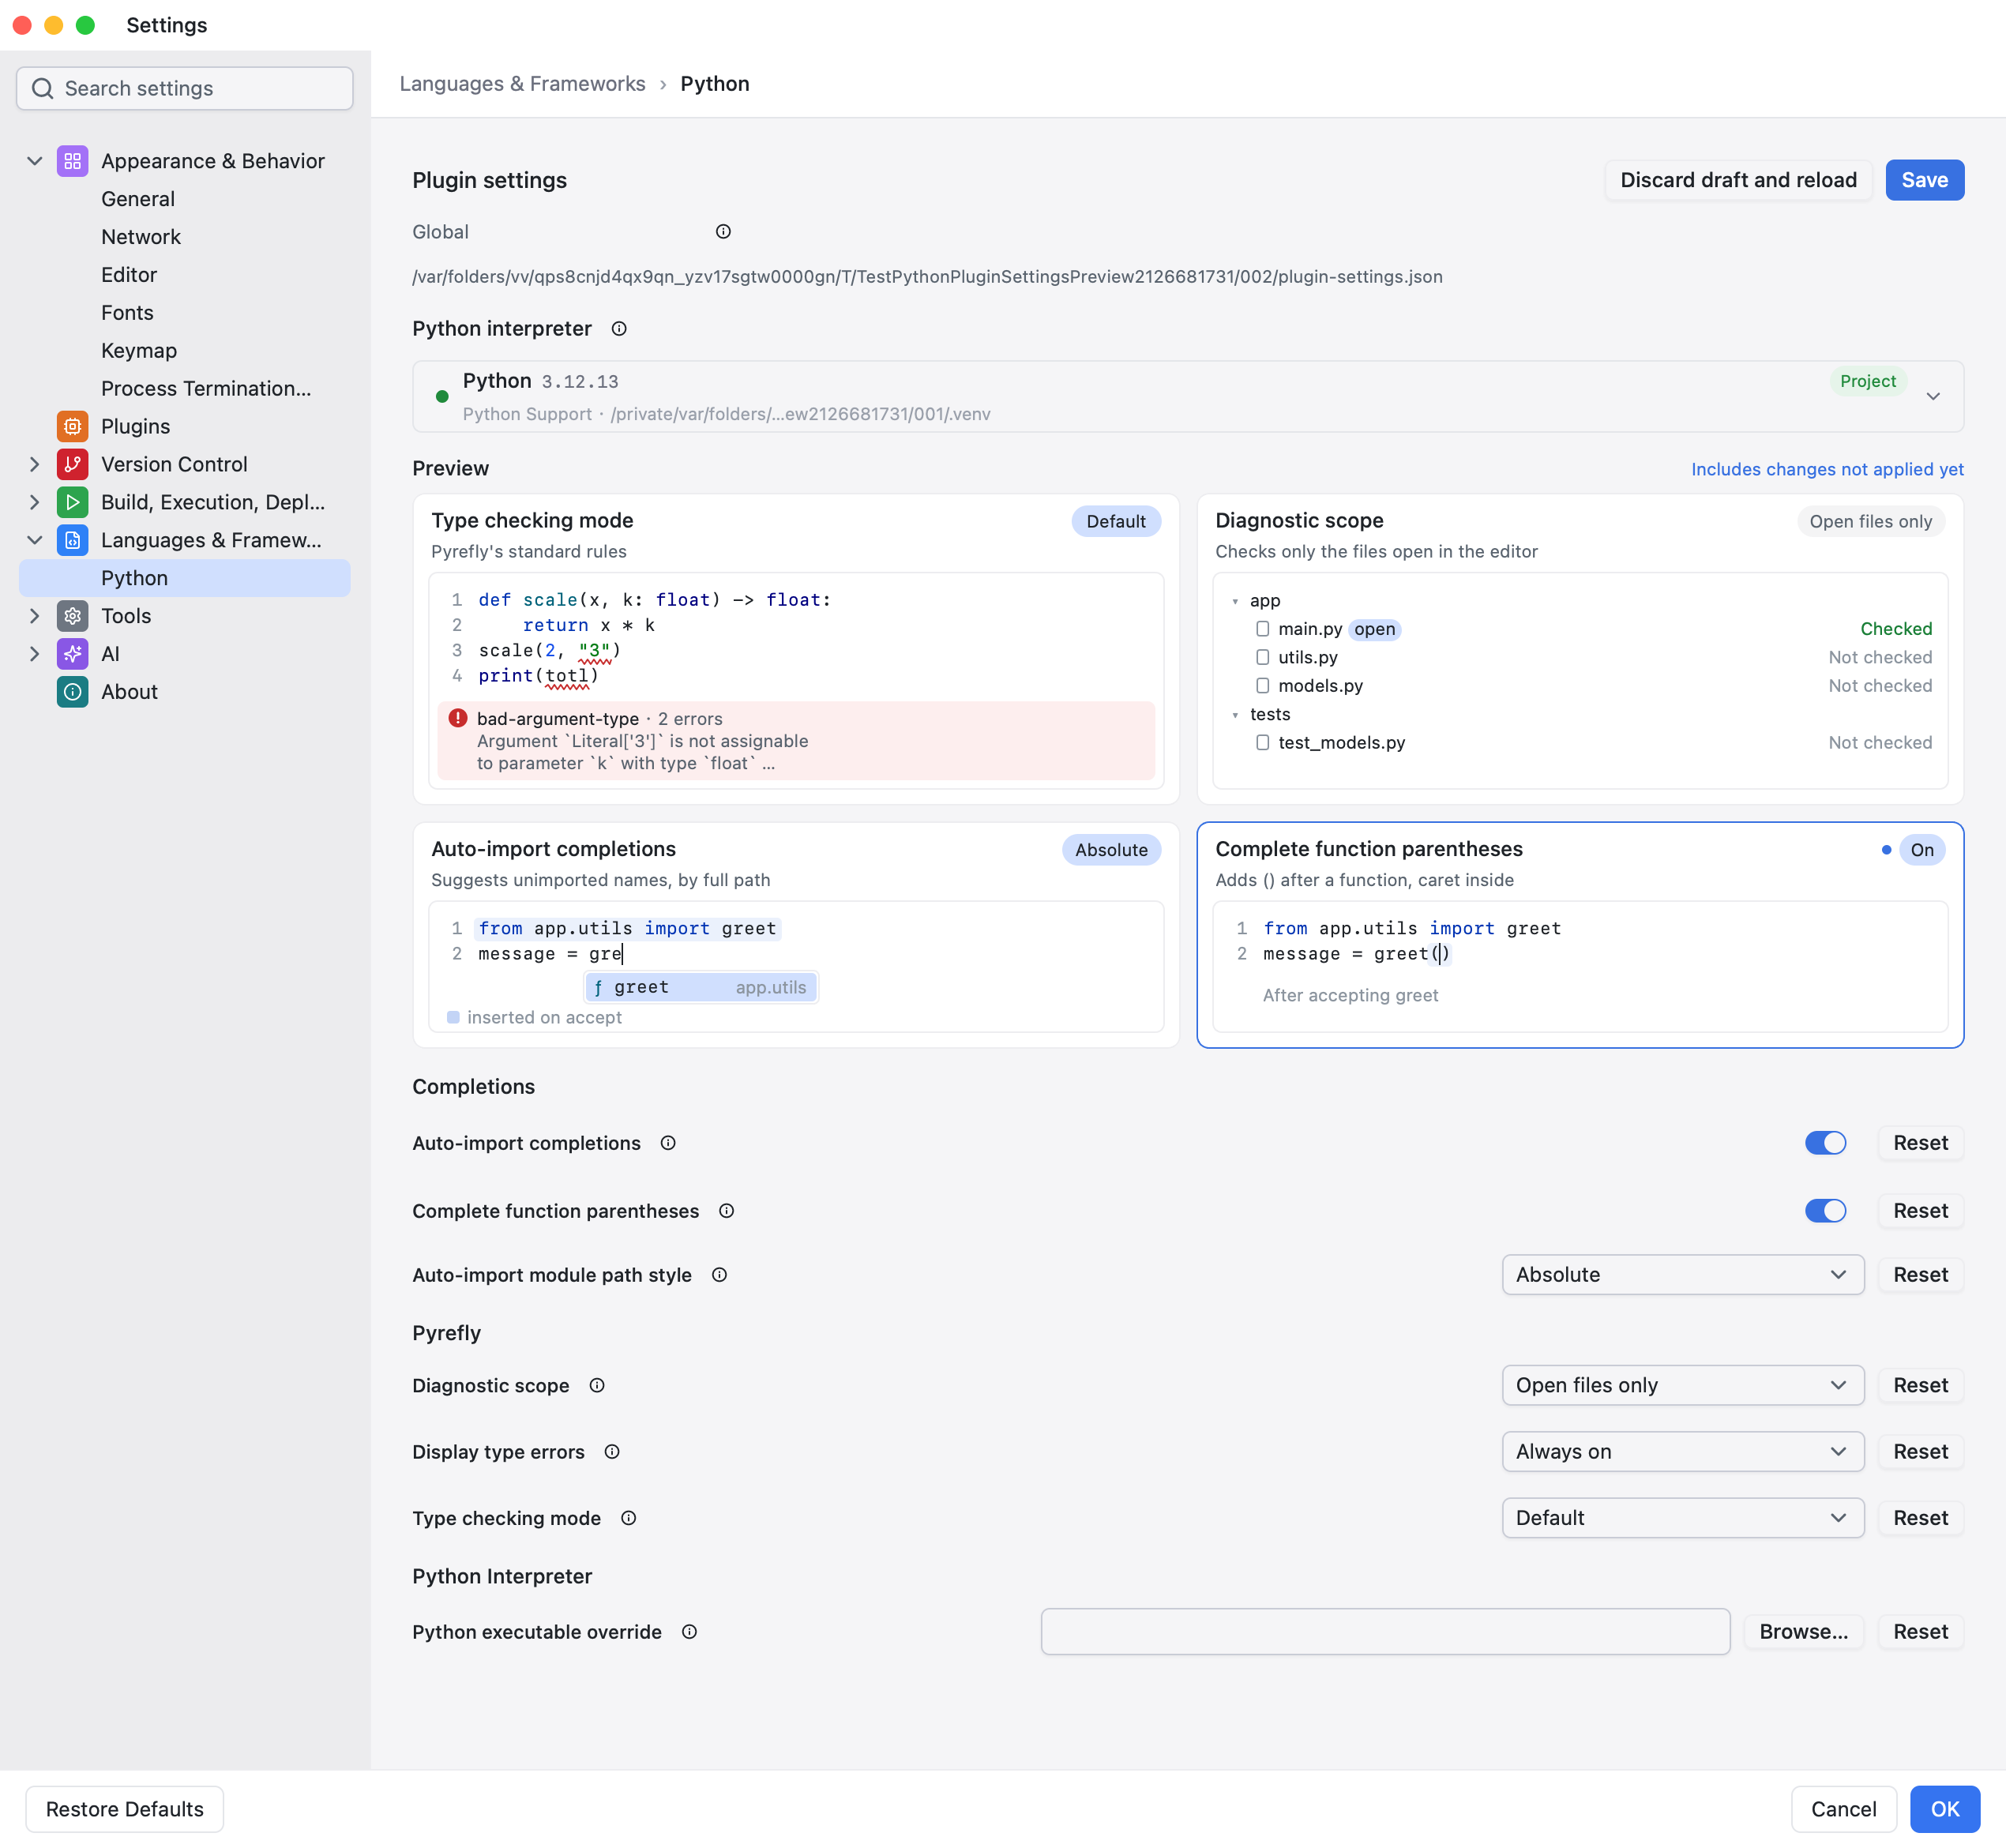 Settings
Search settings
Appearance & Behavior
General
Network
Editor
Fonts
Keymap
Process Termination...
Plugins
Version Control
Build, Execution, Depl...
Languages & Framew...
Python
Tools
AI
About
Languages & Frameworks › Python
Plugin settings
Discard draft and reload
Save
Global
/var/folders/vv/qps8cnjd4qx9qn_yzv17sgtw0000gn/T/TestPythonPluginSettingsPreview2126681731/002/plugin-settings.json
Python interpreter
Python 3.12.13
Project
Python Support · /private/var/folders/...ew2126681731/001/.venv
Preview
Includes changes not applied yet
Type checking mode
Default
Pyrefly's standard rules
1 def scale(x, k: float) -> float:
2     return x * k
3 scale(2, "3")
4 print(totl)
bad-argument-type · 2 errors
Argument `Literal['3']` is not assignable
to parameter `k` with type `float` ...
Diagnostic scope
Open files only
Checks only the files open in the editor
app
main.py open Checked
utils.py Not checked
models.py Not checked
tests
test_models.py Not checked
Auto-import completions
Absolute
Suggests unimported names, by full path
1 from app.utils import greet
2 message = gre
ƒ greet app.utils
inserted on accept
Complete function parentheses
On
Adds () after a function, caret inside
1 from app.utils import greet
2 message = greet()
After accepting greet
Completions
Auto-import completions
Reset
Complete function parentheses
Reset
Auto-import module path style
Absolute
Reset
Pyrefly
Diagnostic scope
Open files only
Reset
Display type errors
Always on
Reset
Type checking mode
Default
Reset
Python Interpreter
Python executable override
Browse...
Reset
Restore Defaults
Cancel
OK